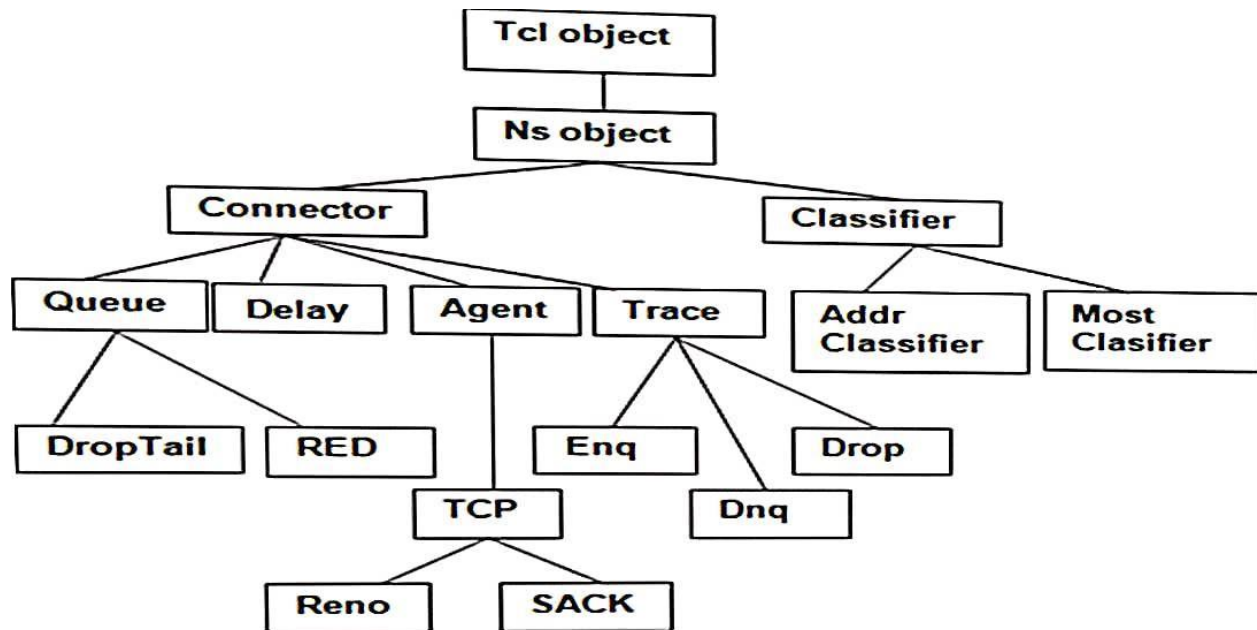 Tcl object
Ns object
Connector
Classifier
Queue
Delay
Agent
Trace
Addr
Classifier
Most
Clasifier
DropTail
RED
Enq
Drop
TCP
Dnq
Reno
SACK